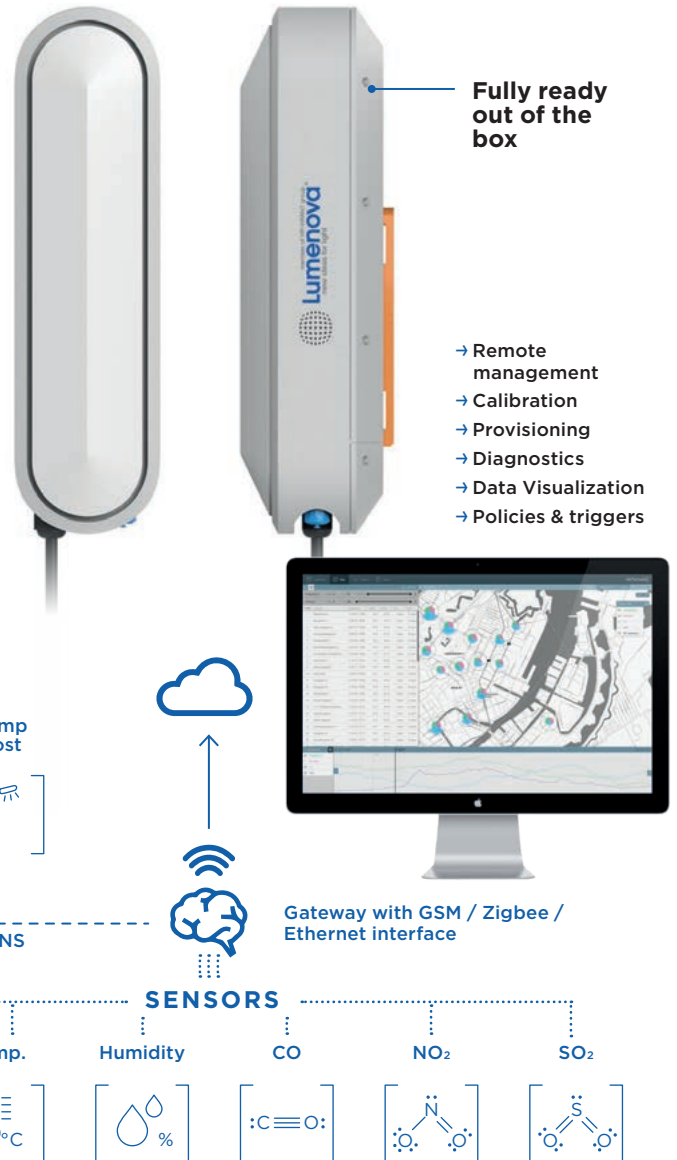 Fully ready
out of the
box
Lumenova
new ideas for light
→ Remote
management
→ Calibration
→ Provisioning
→ Diagnostics
→ Data Visualization
→ Policies & triggers
mp
ost
Gateway with GSM / Zigbee /
Ethernet interface
NS
SENSORS
mp.
Humidity
CO
NO₂
SO₂
°C
%
:C≡O:
N
O O
S
O O